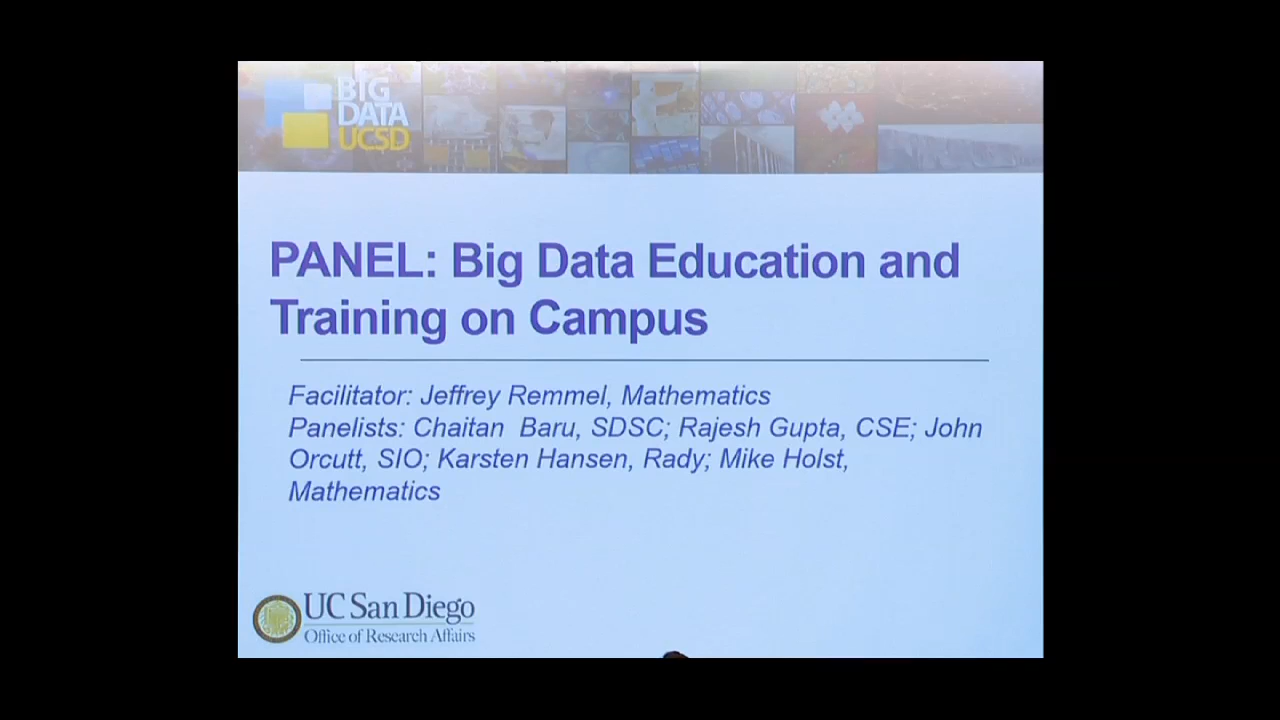 BIG
DATA
UCSD
PANEL: Big Data Education and
Training on Campus
Facilitator: Jeffrey Remmel, Mathematics
Panelists: Chaitan Baru, SDSC; Rajesh Gupta, CSE; John
Orcutt, SIO; Karsten Hansen, Rady; Mike Holst,
Mathematics
UC San Diego
Office of Research Affairs